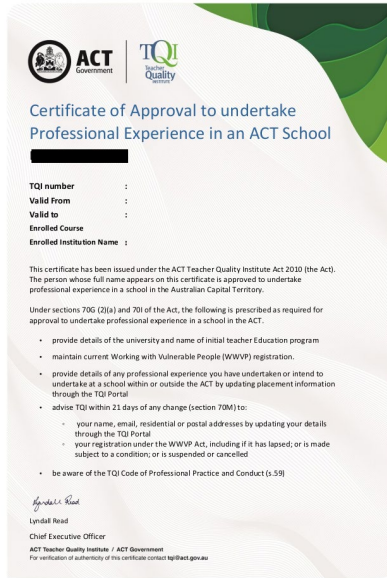 ACT
Government
TQI
Teacher
Quality
INSTITUTE
Certificate of Approval to undertake
Professional Experience in an ACT School
TQI number :
Valid From :
Valid to :
Enrolled Course
Enrolled Institution Name :
This certificate has been issued under the ACT Teacher Quality Institute Act 2010 (the Act).
The person whose full name appears on this certificate is approved to undertake
professional experience in a school in the Australian Capital Territory.
Under sections 70G (2)(a) and 70I of the Act, the following is prescribed as required for
approval to undertake professional experience in a school in the ACT.
• provide details of the university and name of initial teacher Education program
• maintain current Working with Vulnerable People (WWVP) registration.
• provide details of any professional experience you have undertaken or intend to
undertake at a school within or outside the ACT by updating placement information
through the TQI Portal
• advise TQI within 21 days of any change (section 70M) to:
• your name, email, residential or postal addresses by updating your details
through the TQI Portal
• your registration under the WWVP Act, including if it has lapsed; or is made
subject to a condition; or is suspended or cancelled
• be aware of the TQI Code of Professional Practice and Conduct (s.59)
Lyndall Read
Lyndall Read
Chief Executive Officer
ACT Teacher Quality Institute / ACT Government
For verification of authenticity of this certificate contact tqi@act.gov.au